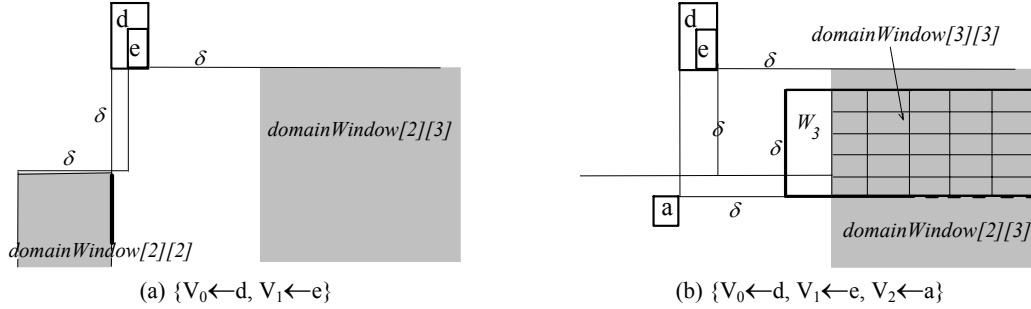 d
e
δ
δ
δ
domainWindow[2][3]
domainWindow[2][2]
(a) {V₀←d, V₁←e}
d
e
domainWindow[3][3]
δ
δ
δ
W₃
a
δ
domainWindow[2][3]
(b) {V₀←d, V₁←e, V₂←a}